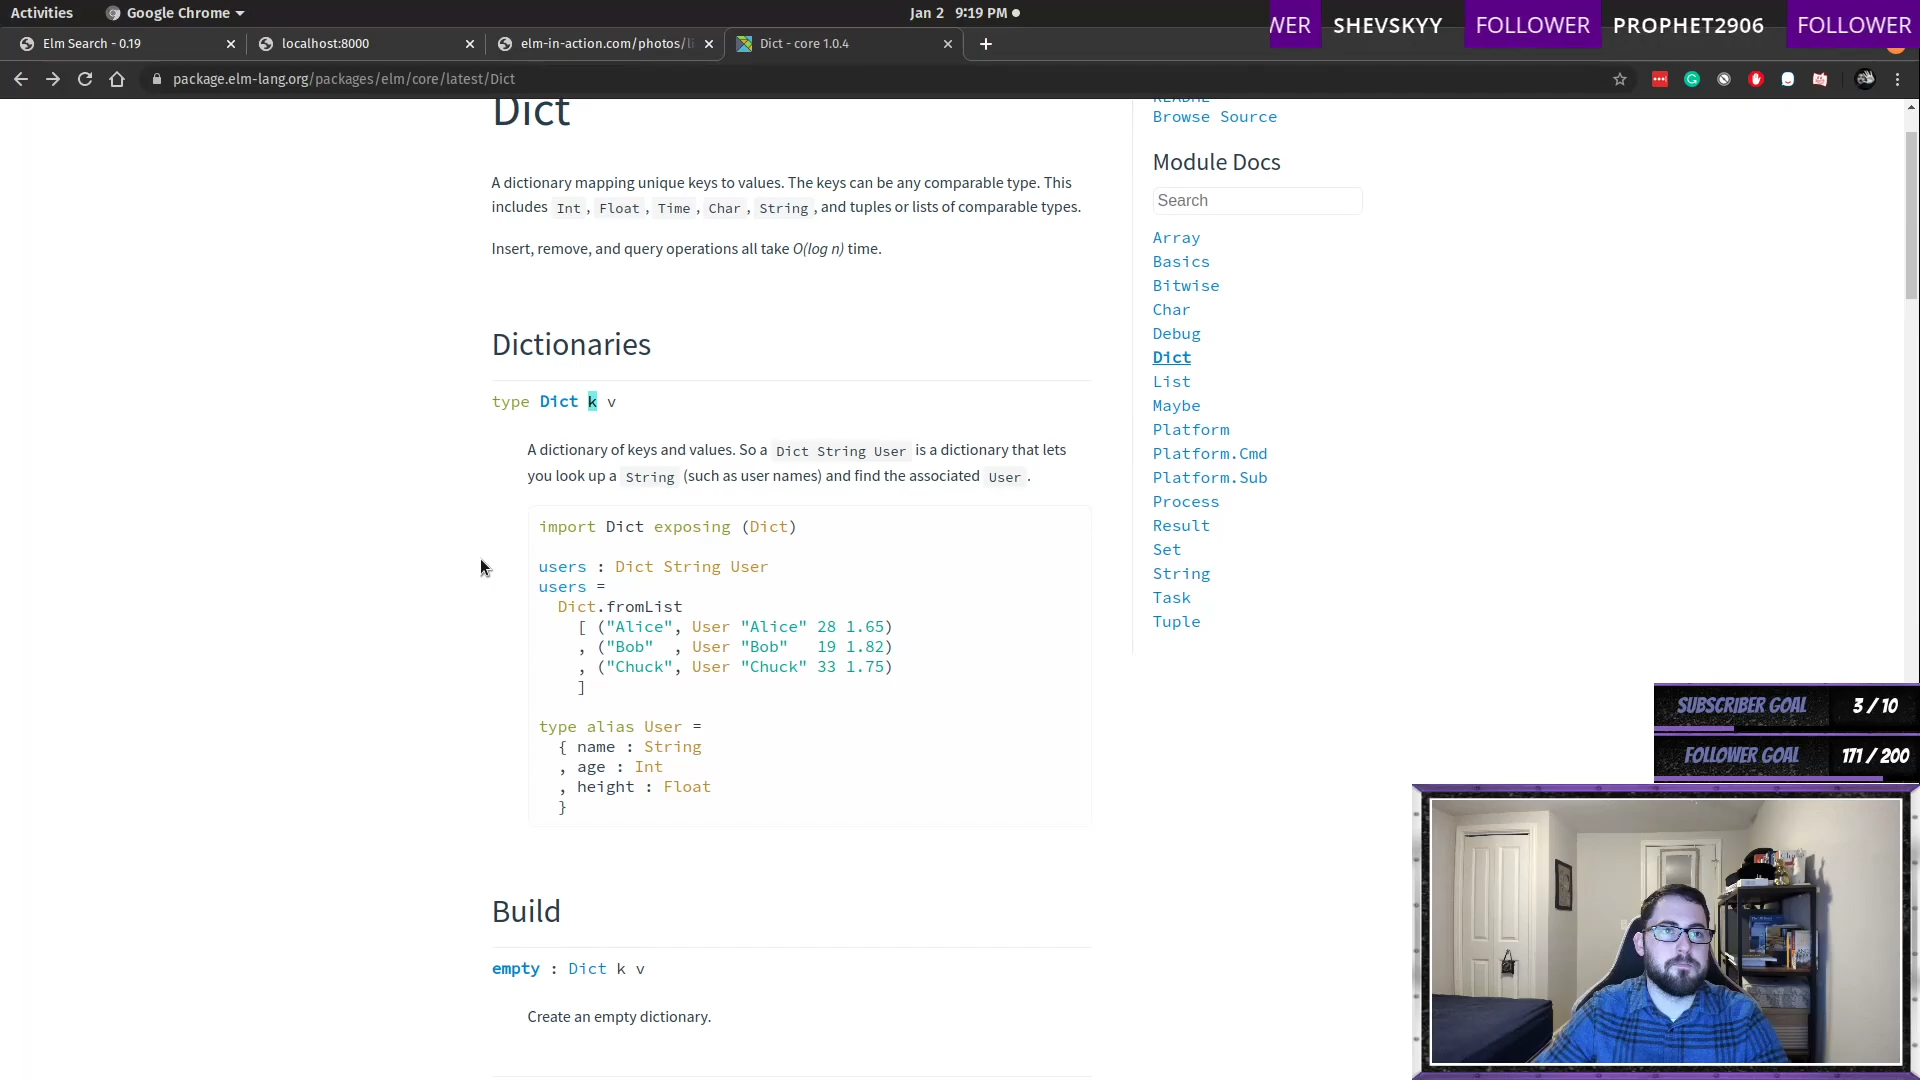 Activities
Google Chrome
Jan 2 9:19 PM
WER SHEVSKYY FOLLOWER PROPHET2906 FOLLOWER
Elm Search - 0.19
localhost:8000
elm-in-action.com/photos/li
Dict - core 1.0.4
package.elm-lang.org/packages/elm/core/latest/Dict
Dict
A dictionary mapping unique keys to values. The keys can be any comparable type. This
includes Int, Float, Time, Char, String, and tuples or lists of comparable types.
Insert, remove, and query operations all take O(log n) time.
Dictionaries
type Dict k v
A dictionary of keys and values. So a Dict String User is a dictionary that lets
you look up a String (such as user names) and find the associated User.
import Dict exposing (Dict)
users : Dict String User
users =
Dict.fromList
[ ("Alice", User "Alice" 28 1.65)
, ("Bob" , User "Bob" 19 1.82)
, ("Chuck", User "Chuck" 33 1.75)
]
type alias User =
{ name : String
, age : Int
, height : Float
}
Build
empty : Dict k v
Create an empty dictionary.
README
Browse Source
Module Docs
Search
Array
Basics
Bitwise
Char
Debug
Dict
List
Maybe
Platform
Platform.Cmd
Platform.Sub
Process
Result
Set
String
Task
Tuple
SUBSCRIBER GOAL 3 / 10
FOLLOWER GOAL 171 / 200